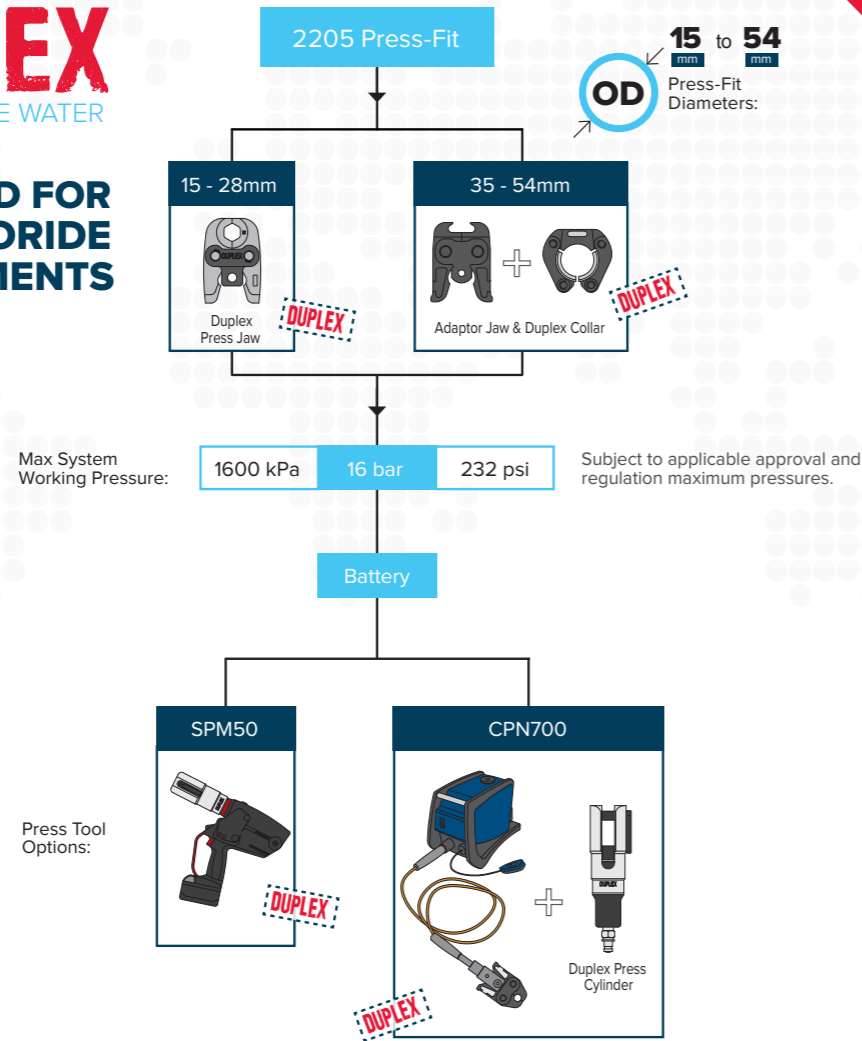 EX
E WATER
D FOR
ORIDE
MENTS
2205 Press-Fit
OD
15 to 54
mm mm
Press-Fit
Diameters:
15 - 28mm
DUPLEX
Duplex
Press Jaw
DUPLEX
35 - 54mm
Adaptor Jaw & Duplex Collar
DUPLEX
Max System
Working Pressure:
1600 kPa 16 bar 232 psi
Subject to applicable approval and
regulation maximum pressures.
Battery
Press Tool
Options:
SPM50
DUPLEX
CPN700
DUPLEX
Duplex Press
Cylinder
DUPLEX